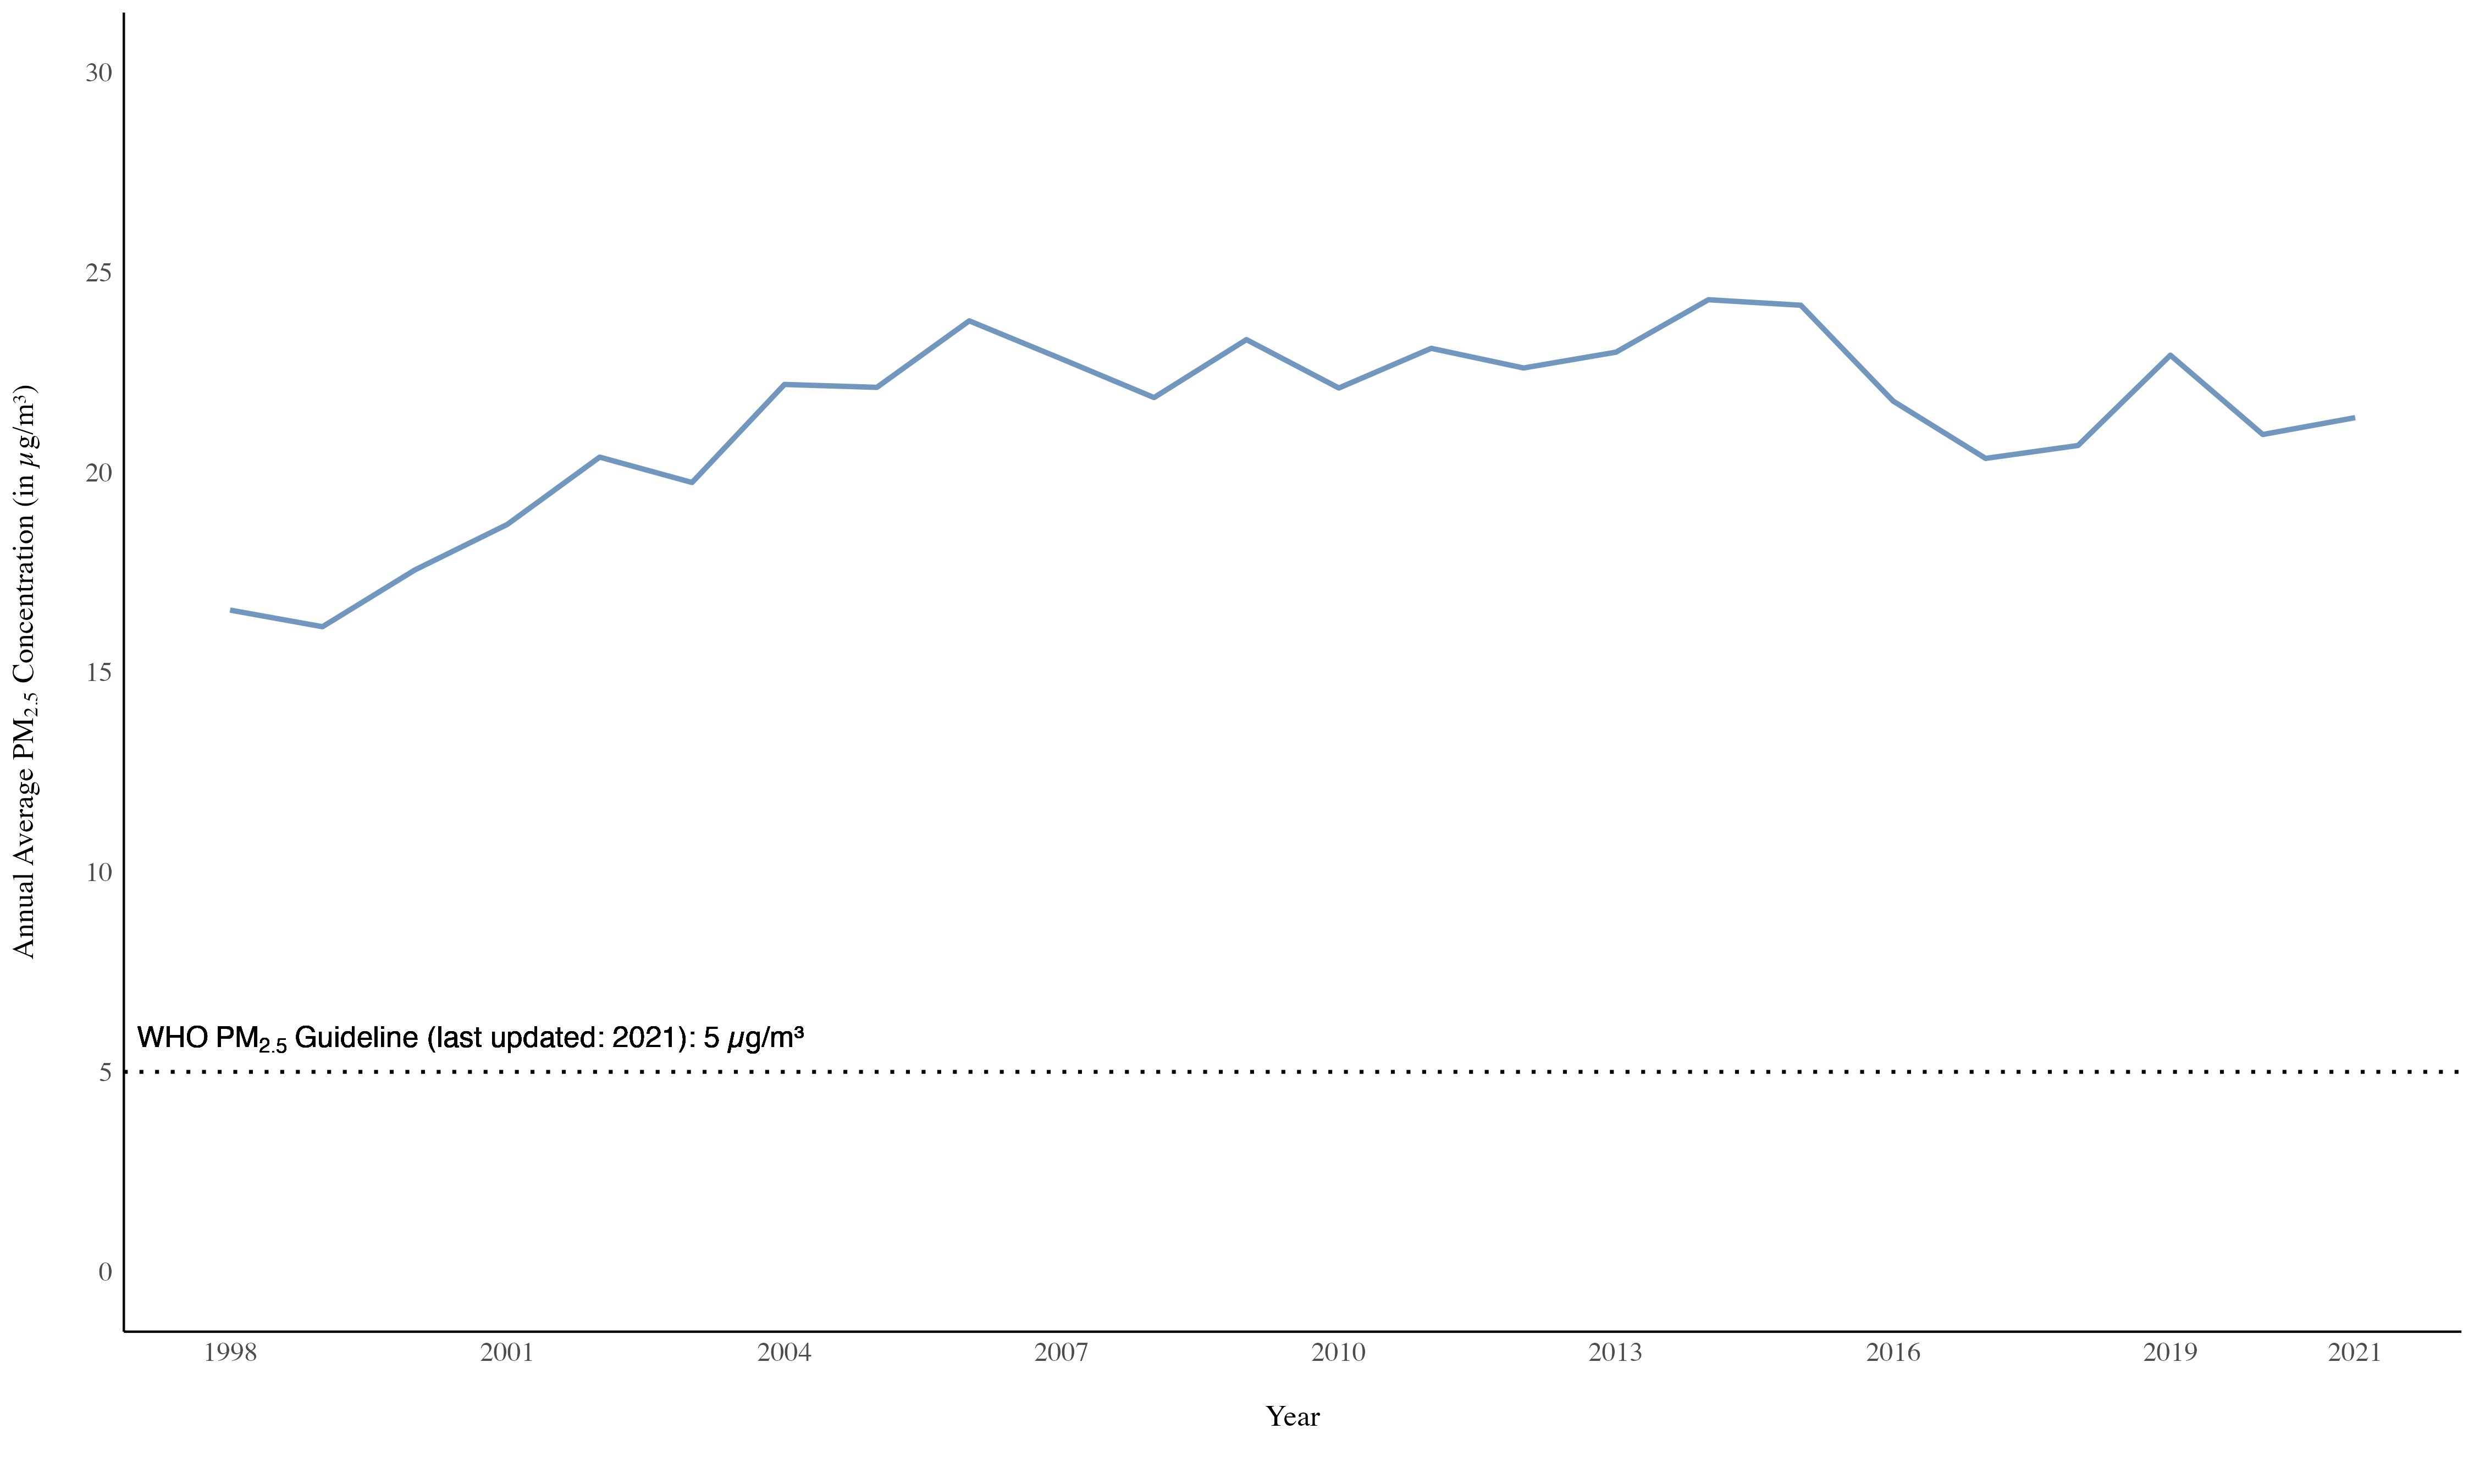 Annual Average PM₂.₅ Concentration (in µg/m³)
30
25
20
15
10
5
0
WHO PM₂.₅ Guideline (last updated: 2021): 5 µg/m³
1998 2001 2004 2007 2010 2013 2016 2019 2021
Year